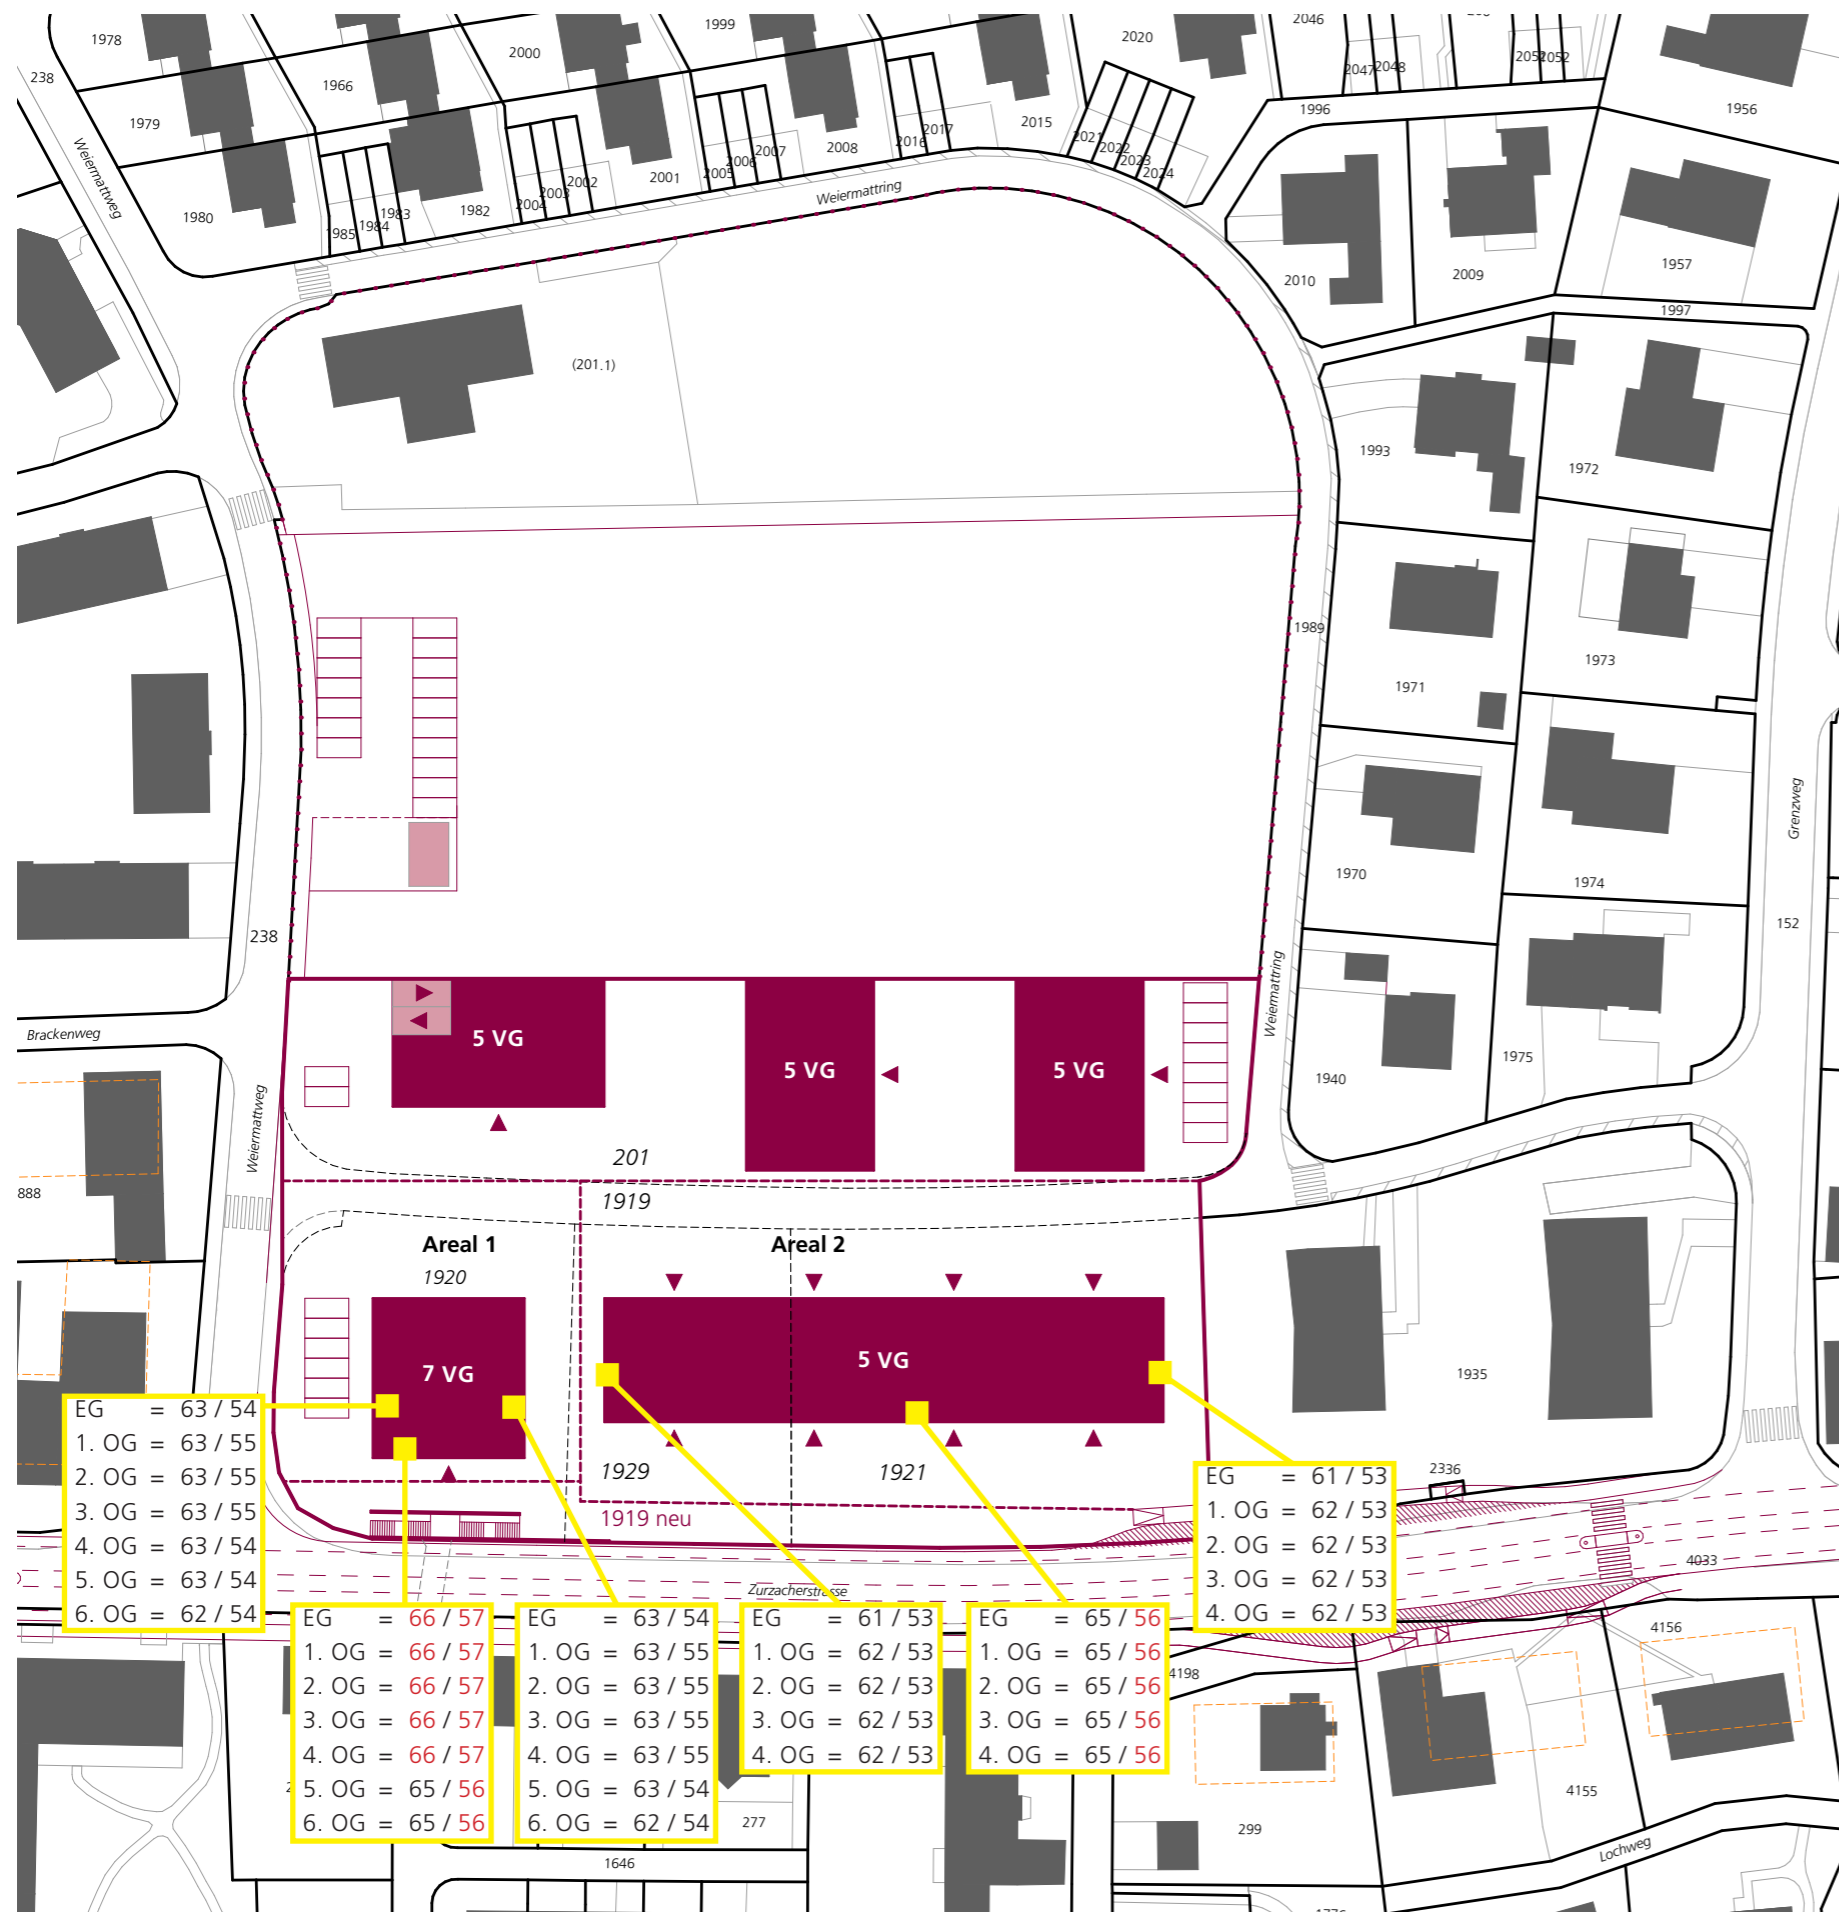 1978
238
1979
1966
2000
1999
2020
2046
2047
2048
2051
2052
1956
1996
Weiermattweg
1980
1985
1984
1983
1982
2004
2003
2002
2001
2005
2006
2007
2008
2016
2017
2015
2021
2022
2023
2024
Weiermattring
2010
2009
1957
1997
(201.1)
1993
1972
1989
1971
1973
1970
1974
Grenzweg
152
238
Weiermattring
Brackenweg
5 VG
5 VG
5 VG
1940
1975
Weiermattweg
888
201
1919
Areal 1
1920
Areal 2
7 VG
5 VG
1935
1929
1921
1919 neu
2336
4033
Zurzacherstrasse
EG = 63 / 54
1. OG = 63 / 55
2. OG = 63 / 55
3. OG = 63 / 55
4. OG = 63 / 54
5. OG = 63 / 54
6. OG = 62 / 54
EG = 66 / 57
1. OG = 66 / 57
2. OG = 66 / 57
3. OG = 66 / 57
4. OG = 66 / 57
5. OG = 65 / 56
6. OG = 65 / 56
EG = 63 / 54
1. OG = 63 / 55
2. OG = 63 / 55
3. OG = 63 / 55
4. OG = 63 / 55
5. OG = 63 / 54
6. OG = 62 / 54
EG = 61 / 53
1. OG = 62 / 53
2. OG = 62 / 53
3. OG = 62 / 53
4. OG = 62 / 53
EG = 65 / 56
1. OG = 65 / 56
2. OG = 65 / 56
3. OG = 65 / 56
4. OG = 65 / 56
EG = 61 / 53
1. OG = 62 / 53
2. OG = 62 / 53
3. OG = 62 / 53
4. OG = 62 / 53
4198
4156
4155
277
299
Lochweg
1646